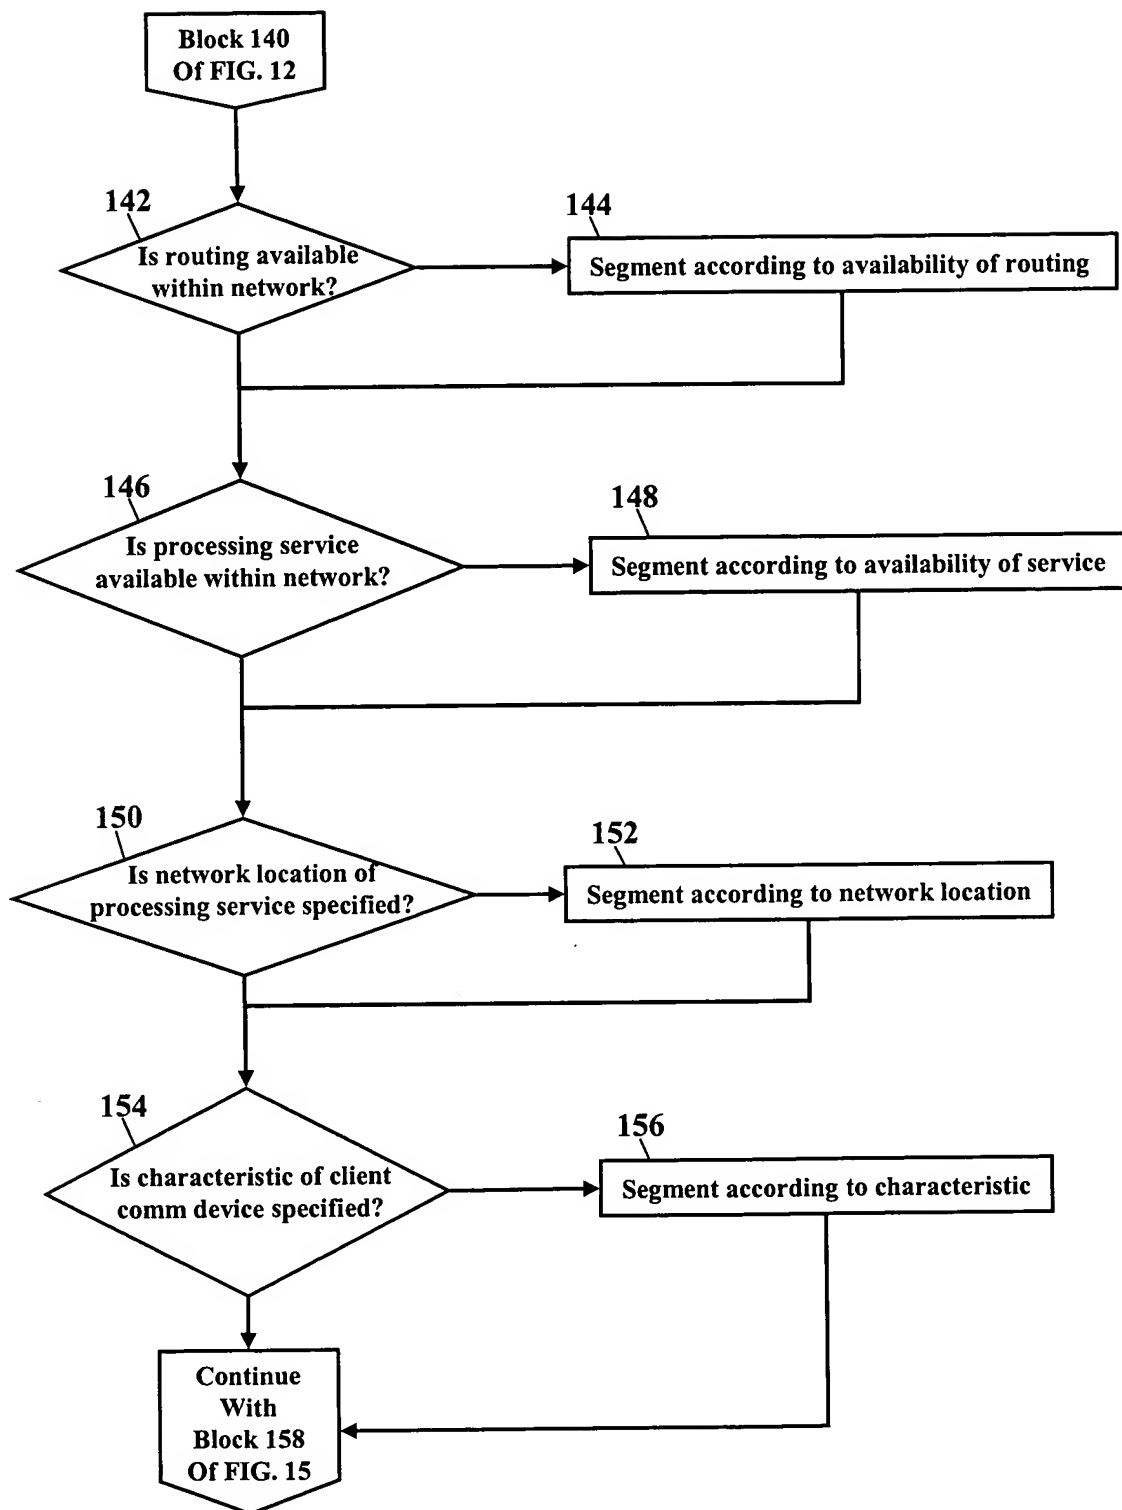 Block 140
Of FIG. 12
142
Is routing available
within network?
144
Segment according to availability of routing
146
Is processing service
available within network?
148
Segment according to availability of service
150
Is network location of
processing service specified?
152
Segment according to network location
154
Is characteristic of client
comm device specified?
156
Segment according to characteristic
Continue
With
Block 158
Of FIG. 15